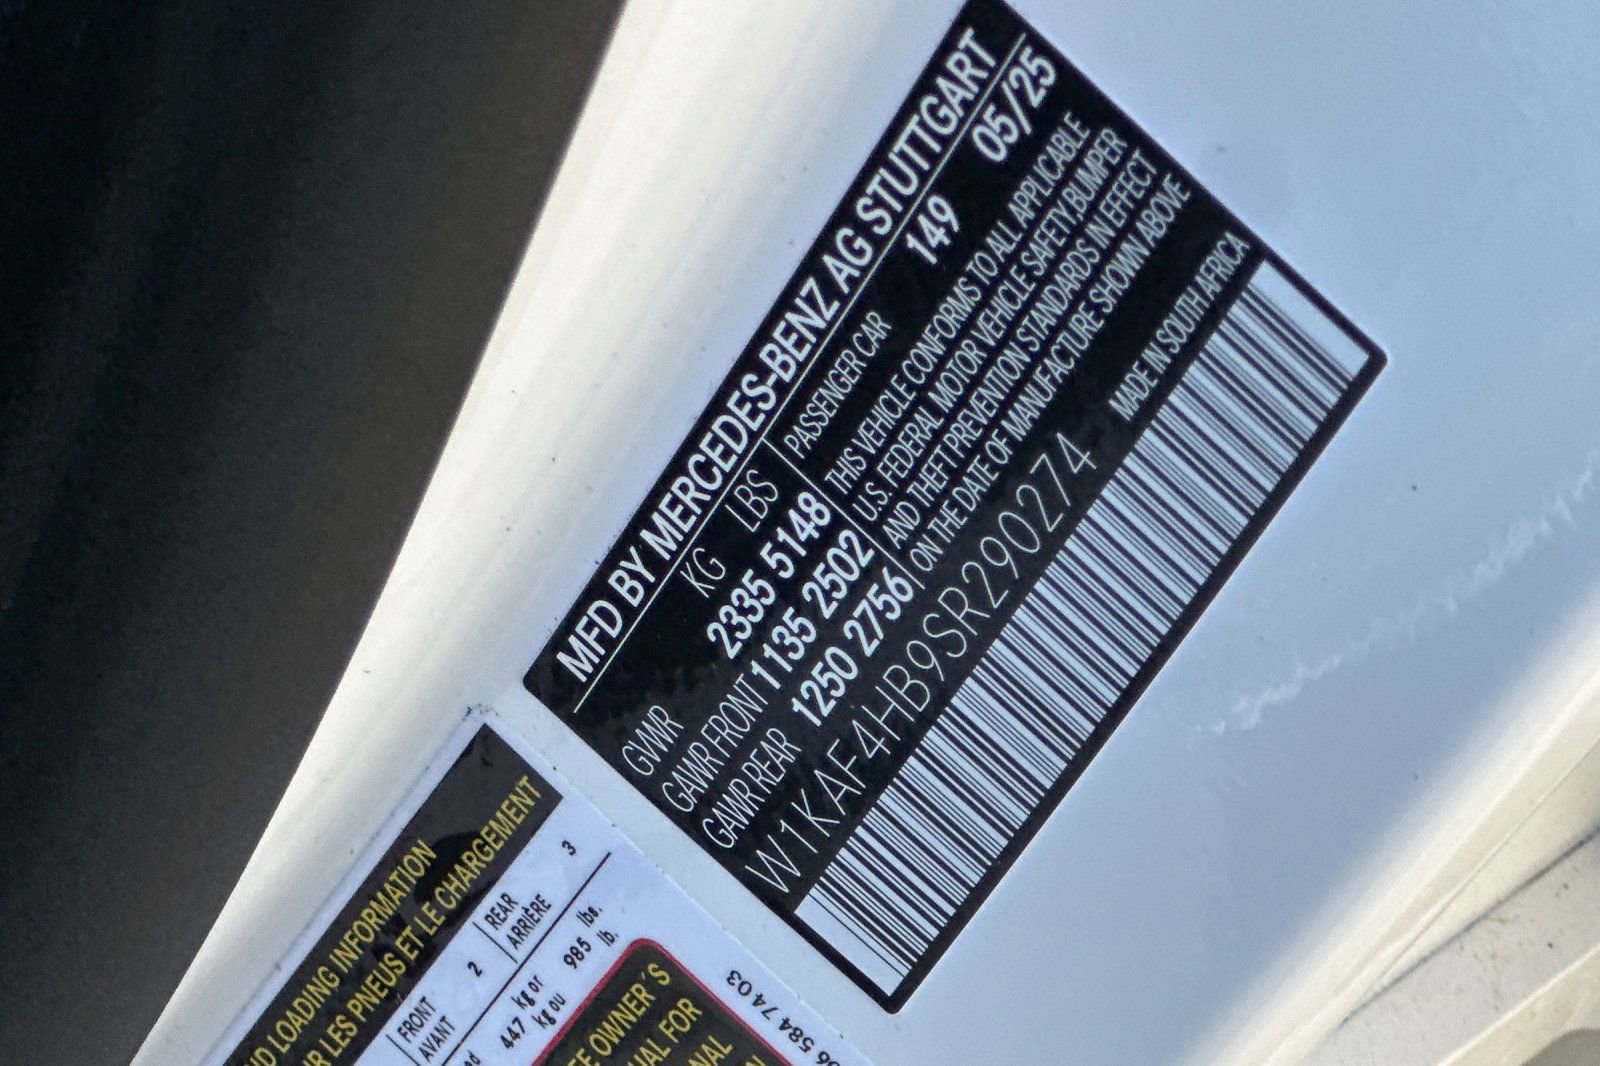 MFD BY MERCEDES-BENZ AG STUTTGART
KG LBS PASSENGER CAR 149 05/25
GVWR 2335 5148 THIS VEHICLE CONFORMS TO ALL APPLICABLE
GAWR FRONT 1135 2502 U.S. FEDERAL MOTOR VEHICLE SAFETY,BUMPER
GAWR REAR 1250 2756 AND THEFT PREVENTION STANDARDS IN EFFECT
ON THE DATE OF MANUFACTURE SHOWN ABOVE
W1KAF4HB9SR290274 MADE IN SOUTH AFRICA
LOADING INFORMATION
LES PNEUS ET LE CHARGEMENT
FRONT 2 REAR 3
AVANT ARRIÈRE
447 kg or 985 lbs.
kg ou lb.
OWNER´S
FOR
584 74 03